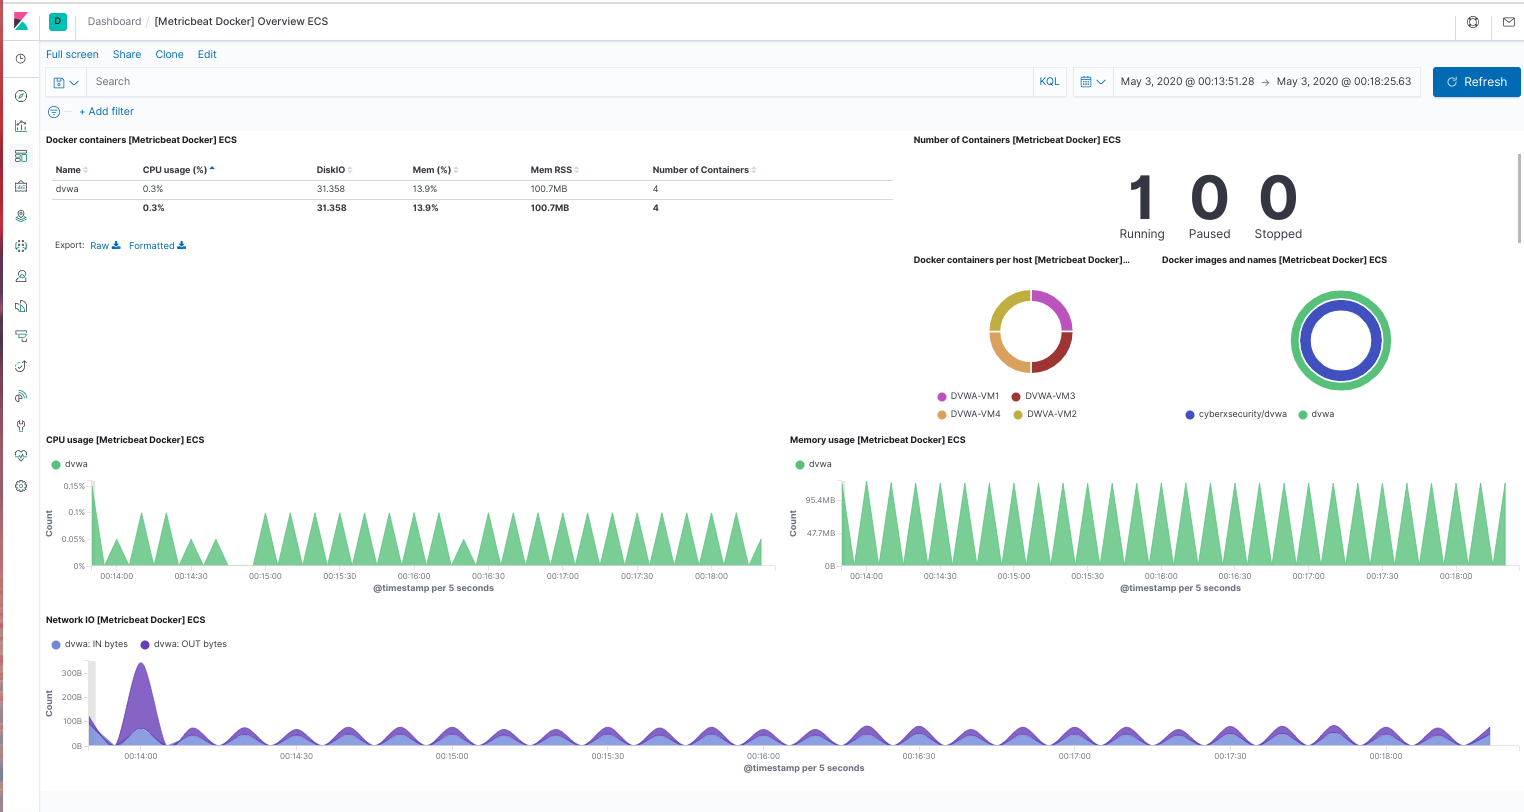 D Dashboard / [Metricbeat Docker] Overview ECS
Full screen Share Clone Edit
Search KQL May 3, 2020 @ 00:13:51.28 → May 3, 2020 @ 00:18:25.63 Refresh
+ Add filter
Docker containers [Metricbeat Docker] ECS
Name CPU usage (%) DiskIO Mem (%) Mem RSS Number of Containers
dvwa 0.3% 31.358 13.9% 100.7MB 4
0.3% 31.358 13.9% 100.7MB 4
Export: Raw Formatted
Number of Containers [Metricbeat Docker] ECS
1 0 0
Running Paused Stopped
Docker containers per host [Metricbeat Docker]...
DVWA-VM1 DVWA-VM3
DVWA-VM4 DWVA-VM2
Docker images and names [Metricbeat Docker] ECS
cyberxsecurity/dvwa dvwa
CPU usage [Metricbeat Docker] ECS
dvwa
Count
0.15%
0.1%
0.05%
0%
00:14:00 00:14:30 00:15:00 00:15:30 00:16:00 00:16:30 00:17:00 00:17:30 00:18:00
@timestamp per 5 seconds
Memory usage [Metricbeat Docker] ECS
dvwa
Count
95.4MB
47.7MB
0B
00:14:00 00:14:30 00:15:00 00:15:30 00:16:00 00:16:30 00:17:00 00:17:30 00:18:00
@timestamp per 5 seconds
Network IO [Metricbeat Docker] ECS
dvwa: IN bytes dvwa: OUT bytes
Count
300B
200B
100B
0B
00:14:00 00:14:30 00:15:00 00:15:30 00:16:00 00:16:30 00:17:00 00:17:30 00:18:00
@timestamp per 5 seconds